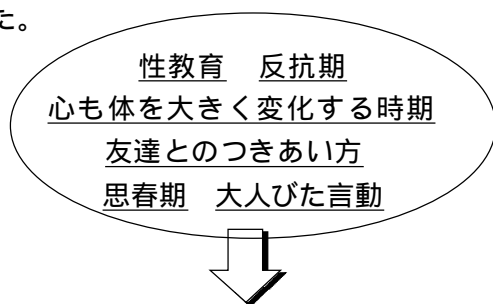 た。
性教育　反抗期
心も体を大きく変化する時期
友達とのつきあい方
思春期　大人びた言動